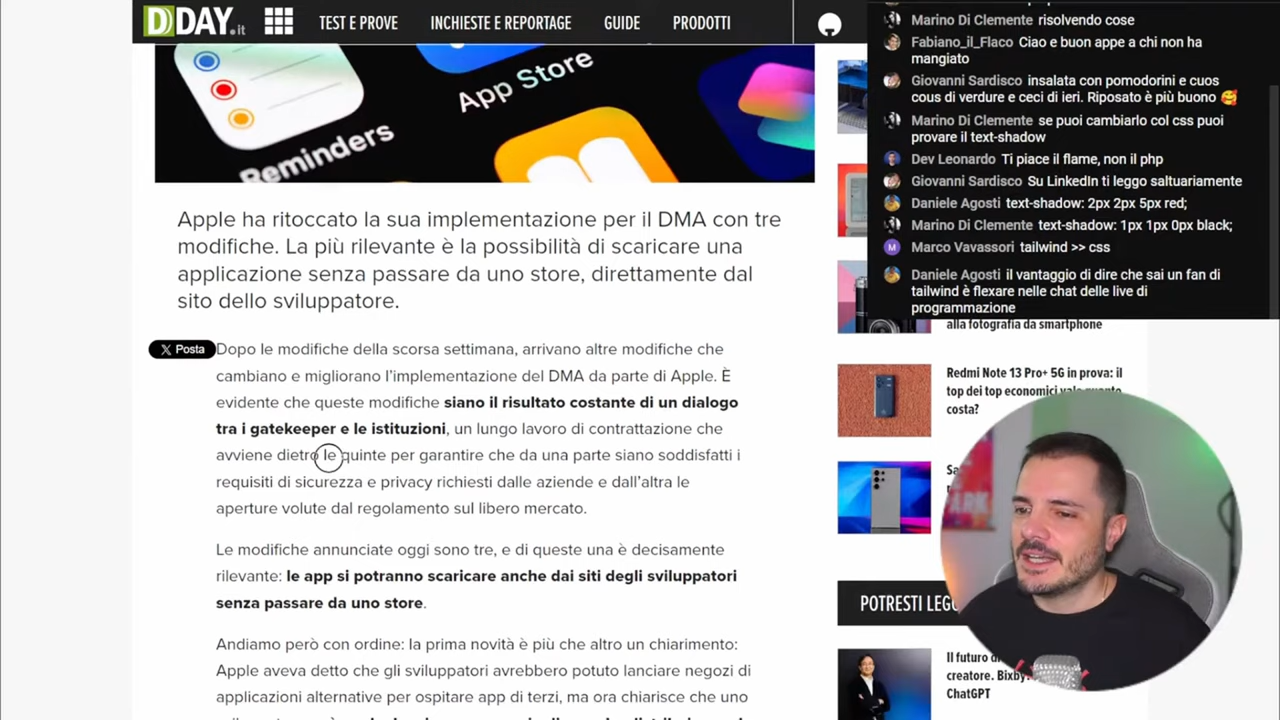 DDAY.it
TEST E PROVE
INCHIESTE E REPORTAGE
GUIDE
PRODOTTI
App Store
Reminders
Apple ha ritoccato la sua implementazione per il DMA con tre
modifiche. La più rilevante è la possibilità di scaricare una
applicazione senza passare da uno store, direttamente dal
sito dello sviluppatore.
X Posta
Dopo le modifiche della scorsa settimana, arrivano altre modifiche che
cambiano e migliorano l’implementazione del DMA da parte di Apple. È
evidente che queste modifiche siano il risultato costante di un dialogo
tra i gatekeeper e le istituzioni, un lungo lavoro di contrattazione che
avviene dietro le quinte per garantire che da una parte siano soddisfatti i
requisiti di sicurezza e privacy richiesti dalle aziende e dall’altra le
aperture volute dal regolamento sul libero mercato.
Le modifiche annunciate oggi sono tre, e di queste una è decisamente
rilevante: le app si potranno scaricare anche dai siti degli sviluppatori
senza passare da uno store.
Andiamo però con ordine: la prima novità è più che altro un chiarimento:
Apple aveva detto che gli sviluppatori avrebbero potuto lanciare negozi di
applicazioni alternative per ospitare app di terzi, ma ora chiarisce che uno
Marino Di Clemente risolvendo cose
Fabiano_il_Flaco Ciao e buon appe a chi non ha
mangiato
Giovanni Sardisco insalata con pomodorini e cuos
cous di verdure e ceci di ieri. Riposato è più buono 🥰
Marino Di Clemente se puoi cambiarlo col css puoi
provare il text-shadow
Dev Leonardo Ti piace il flame, non il php
Giovanni Sardisco Su LinkedIn ti leggo saltuariamente
Daniele Agosti text-shadow: 2px 2px 5px red;
Marino Di Clemente text-shadow: 1px 1px 0px black;
M Marco Vavassori tailwind >> css
Daniele Agosti il vantaggio di dire che sai un fan di
tailwind è flexare nelle chat delle live di
programmazione
alla fotografia da smartphone
Redmi Note 13 Pro+ 5G in prova: il
top dei top economici vale quanto
costa?
POTRESTI LEG
Il futuro
creatore. Bixby
ChatGPT